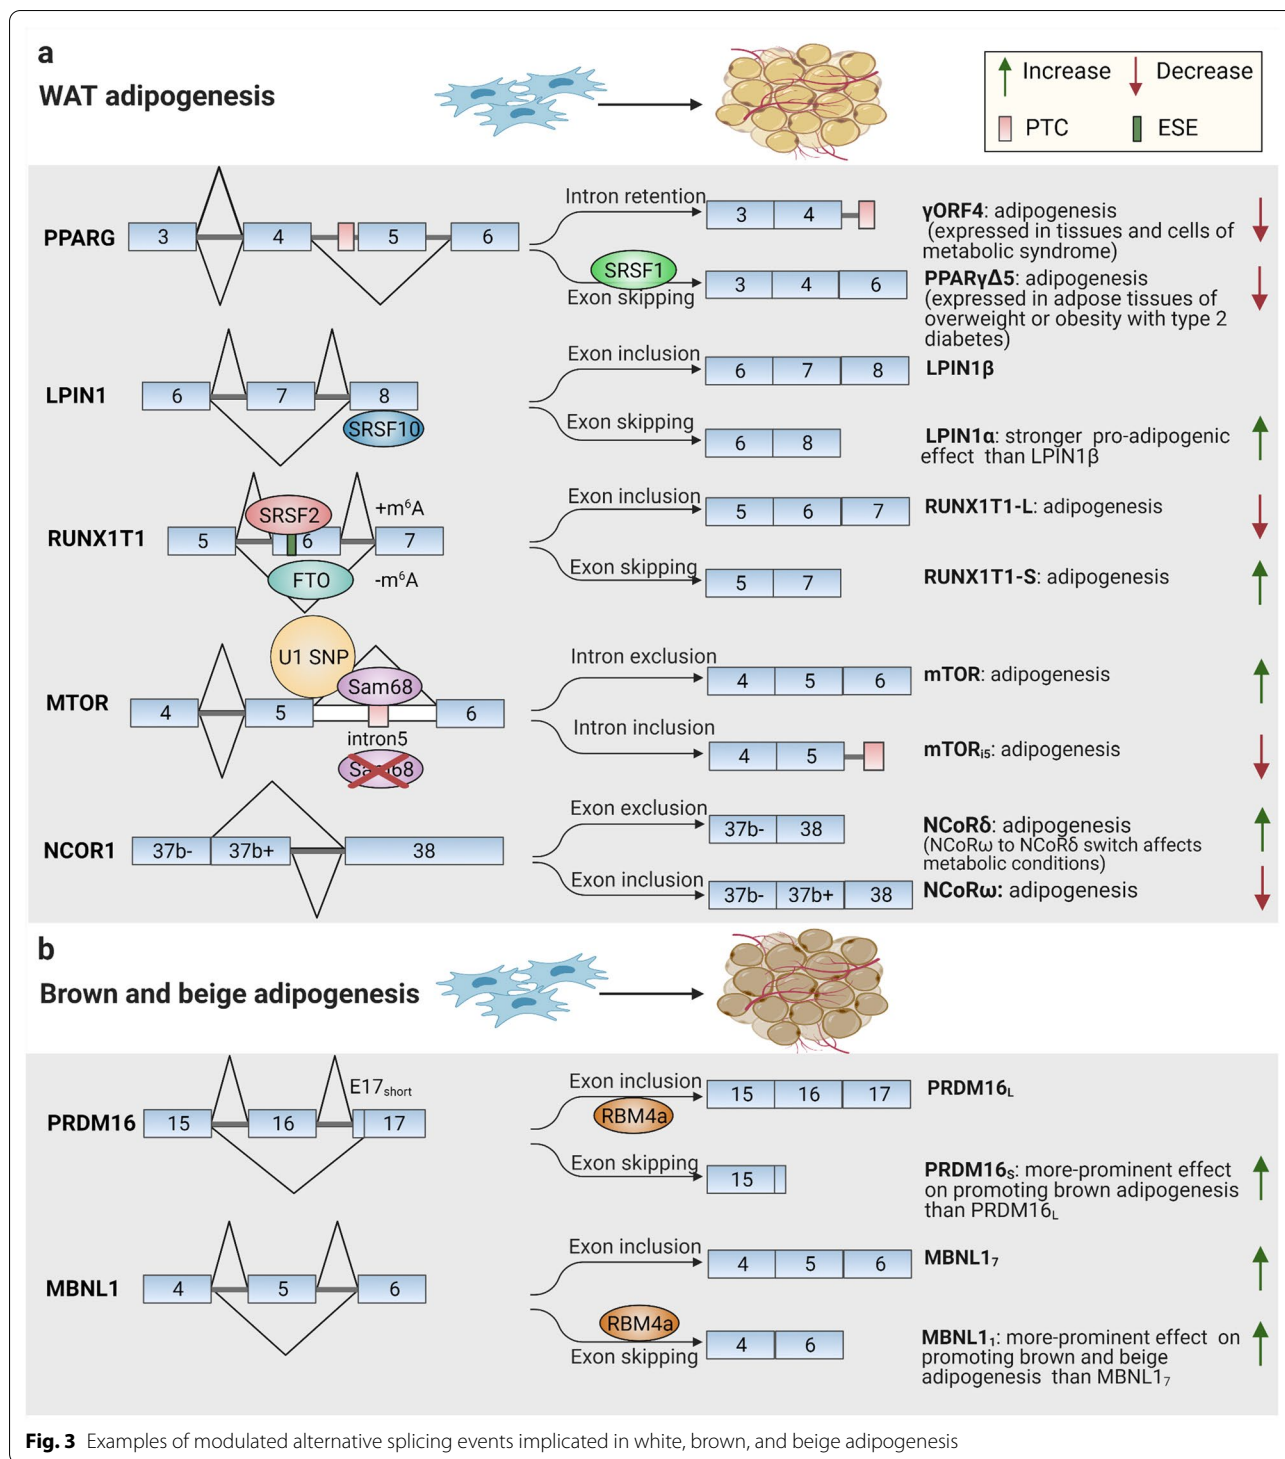 a
WAT adipogenesis
Increase Decrease
PTC ESE
PPARG
3 4 5 6
Intron retention
3 4
γORF4: adipogenesis
(expressed in tissues and cells of
metabolic syndrome)
SRSF1
Exon skipping
3 4 6
PPARγΔ5: adipogenesis
(expressed in adpose tissues of
overweight or obesity with type 2
diabetes)
LPIN1
6 7 8
SRSF10
Exon inclusion
6 7 8
LPIN1β
Exon skipping
6 8
LPIN1α: stronger pro-adipogenic
effect than LPIN1β
RUNX1T1
SRSF2
+m⁶A
5 6 7
FTO
-m⁶A
Exon inclusion
5 6 7
RUNX1T1-L: adipogenesis
Exon skipping
5 7
RUNX1T1-S: adipogenesis
MTOR
U1 SNP
Sam68
4 5 6
intron5
Sam68
Intron exclusion
4 5 6
mTOR: adipogenesis
Intron inclusion
4 5
mTORi5: adipogenesis
NCOR1
37b- 37b+ 38
Exon exclusion
37b- 38
NCoRδ: adipogenesis
(NCoRω to NCoRδ switch affects
metabolic conditions)
Exon inclusion
37b- 37b+ 38
NCoRω: adipogenesis
b
Brown and beige adipogenesis
PRDM16
E17short
15 16 17
Exon inclusion
RBM4a
15 16 17
PRDM16L
Exon skipping
15
PRDM16S: more-prominent effect
on promoting brown adipogenesis
than PRDM16L
MBNL1
4 5 6
Exon inclusion
4 5 6
MBNL1₇
RBM4a
Exon skipping
4 6
MBNL1₁: more-prominent effect on
promoting brown and beige
adipogenesis than MBNL1₇
Fig. 3 Examples of modulated alternative splicing events implicated in white, brown, and beige adipogenesis